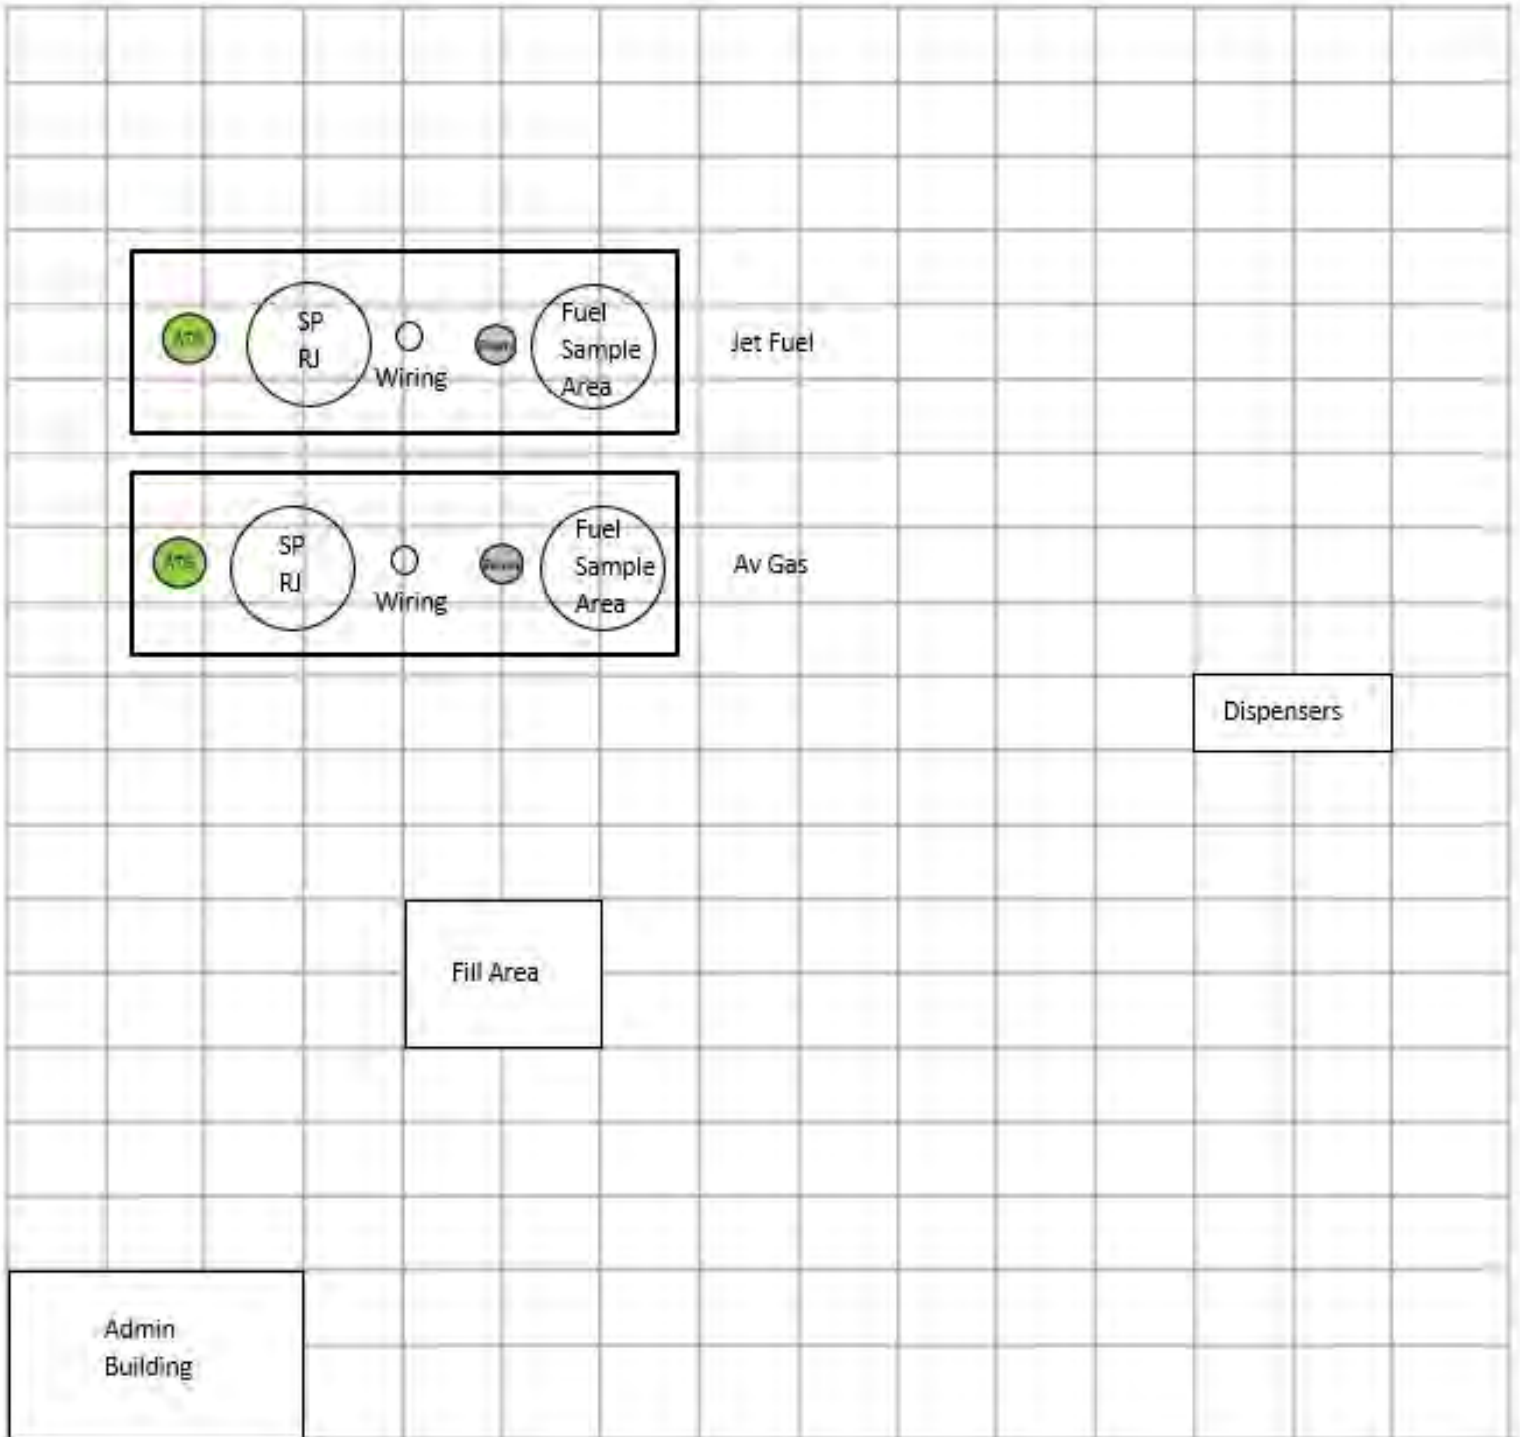 SP
RJ
Wiring
Fuel
Sample
Area
Jet Fuel
ATG
SP
RJ
Wiring
Fuel
Sample
Area
Av Gas
Dispensers
Fill Area
Admin
Building